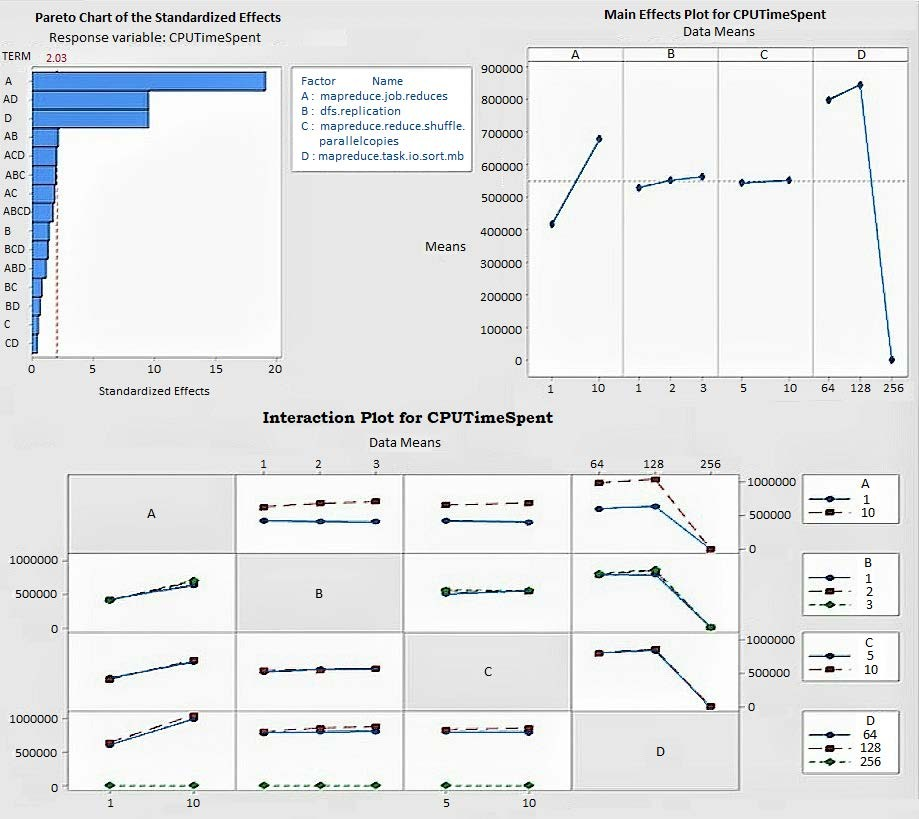 Pareto Chart of the Standardized Effects
Response variable: CPUTimeSpent
TERM 2.03
A
AD
D
AB
ACD
ABC
AC
ABCD
B
BCD
ABD
BC
BD
C
CD
0 5 10 15 20
Standardized Effects
Factor Name
A : mapreduce.job.reduces
B : dfs.replication
C : mapreduce.reduce.shuffle.
parallelcopies
D : mapreduce.task.io.sort.mb
Main Effects Plot for CPUTimeSpent
Data Means
A B C D
Means
900000
800000
700000
600000
500000
400000
300000
200000
100000
0
1 10 1 2 3 5 10 64 128 256
Interaction Plot for CPUTimeSpent
Data Means
1 2 3 64 128 256
A
1000000
500000
0
A
1
10
1000000
500000
0
B
B
1
2
3
C
1000000
500000
0
C
5
10
1000000
500000
0
D
D
64
128
256
1 10 5 10